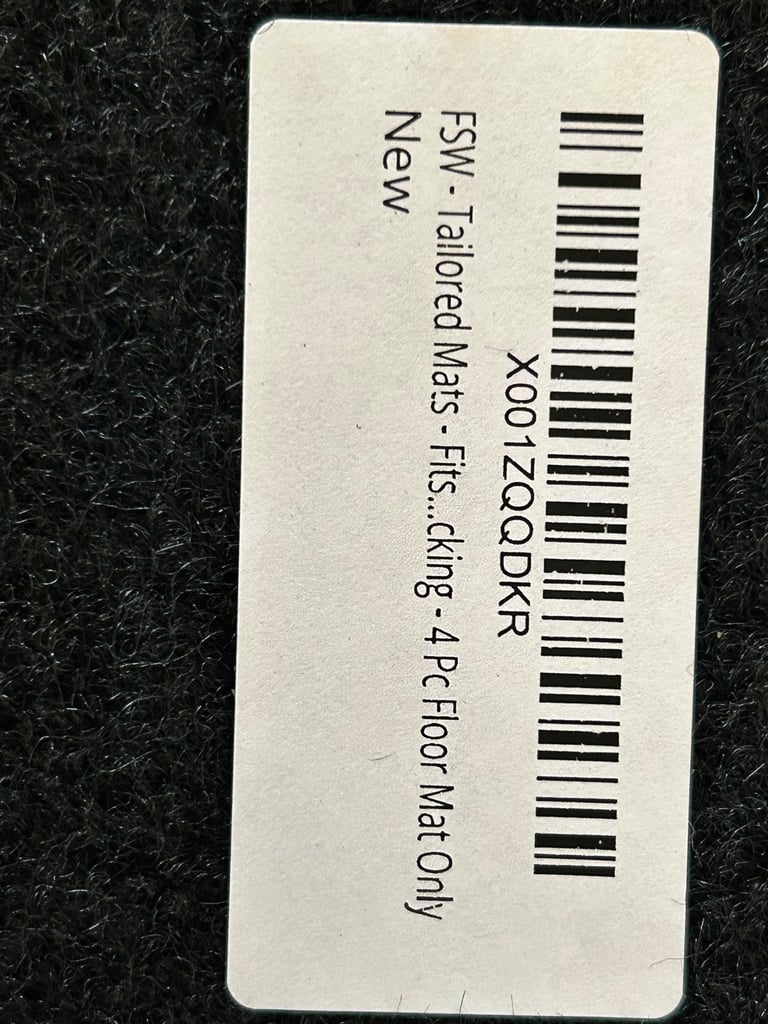 X001ZQQDKR
FSW - Tailored Mats - Fits...cking - 4 Pc Floor Mat Only
New